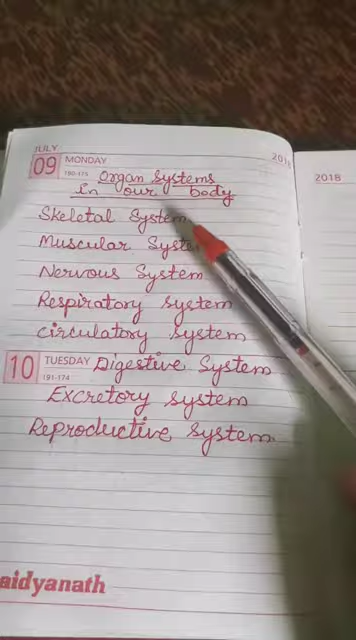 JULY
09 MONDAY 2018
190-175 Organ Systems
in our body
Skeletal System
Muscular
Nervous System
Respiratory System
circulatory System
10 TUESDAY Digestive System
191-174
Excretory System
Reproductive System
aidyanath
2018